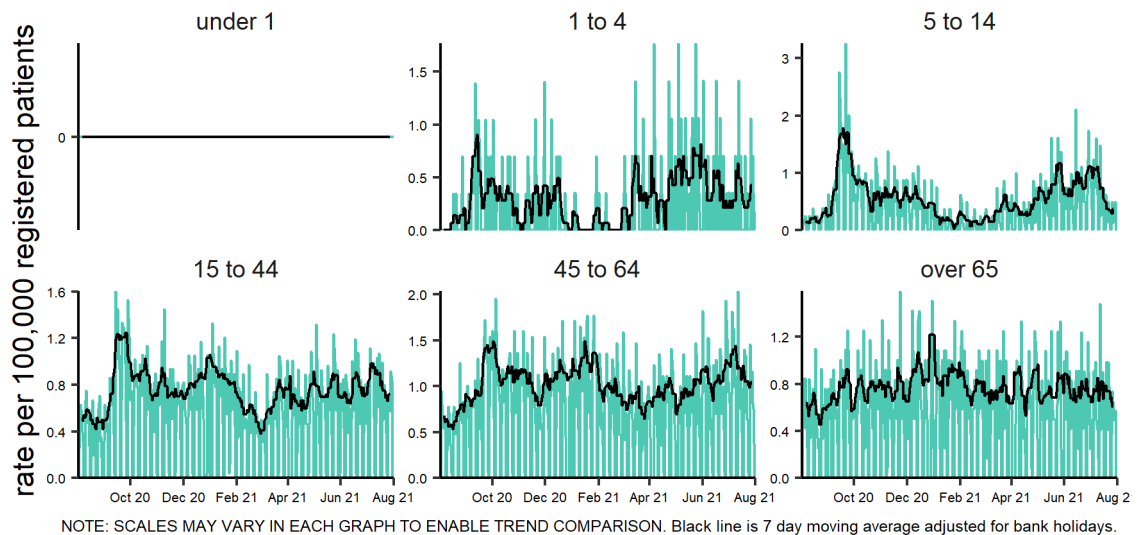 rate per 100,000 registered patients
under 1
1 to 4
5 to 14
0
0.0
0.5
1.0
1.5
0
1
2
3
15 to 44
45 to 64
over 65
0.0
0.4
0.8
1.2
1.6
0.0
0.5
1.0
1.5
2.0
0.0
0.4
0.8
1.2
Oct 20 Dec 20 Feb 21 Apr 21 Jun 21 Aug 21
Oct 20 Dec 20 Feb 21 Apr 21 Jun 21 Aug 21
Oct 20 Dec 20 Feb 21 Apr 21 Jun 21 Aug 2
NOTE: SCALES MAY VARY IN EACH GRAPH TO ENABLE TREND COMPARISON. Black line is 7 day moving average adjusted for bank holidays.